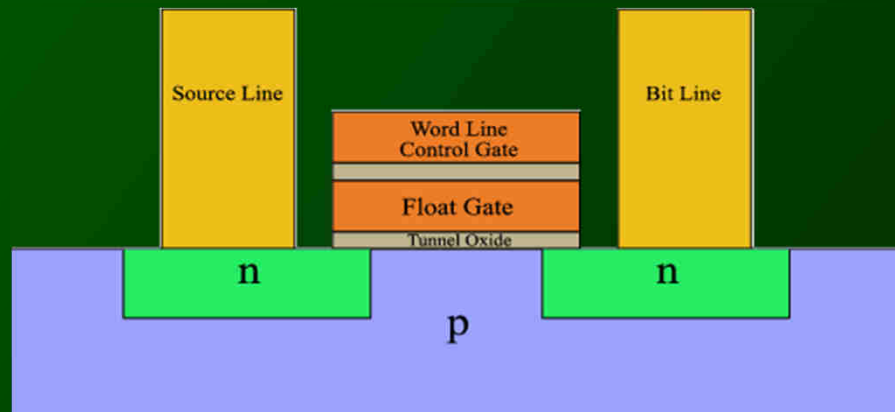 Source Line
Bit Line
Word Line
Control Gate
Float Gate
Tunnel Oxide
n
n
p